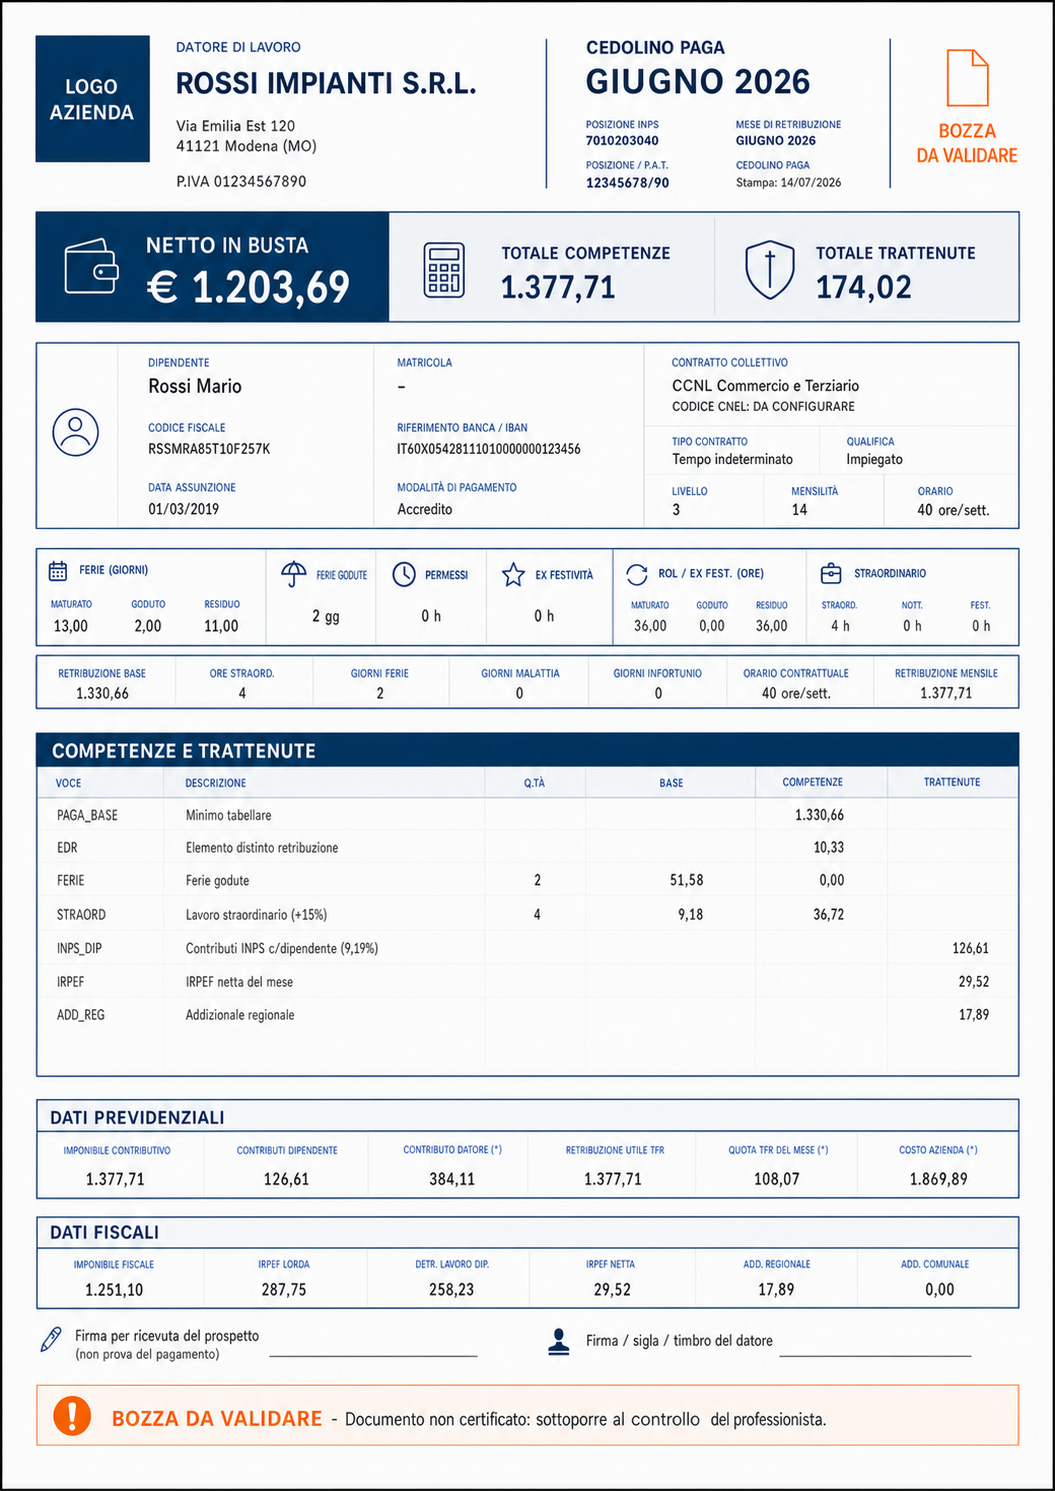 LOGO
AZIENDA
DATORE DI LAVORO
ROSSI IMPIANTI S.R.L.
Via Emilia Est 120
41121 Modena (MO)
P.IVA 01234567890
CEDOLINO PAGA
GIUGNO 2026
POSIZIONE INPS MESE DI RETRIBUZIONE
7010203040 GIUGNO 2026
POSIZIONE / P.A.T. CEDOLINO PAGA
12345678/90 Stampa: 14/07/2026
BOZZA
DA VALIDARE
NETTO IN BUSTA
€ 1.203,69
TOTALE COMPETENZE
1.377,71
TOTALE TRATTENUTE
174,02
DIPENDENTE
Rossi Mario
CODICE FISCALE
RSSMRA85T10F257K
DATA ASSUNZIONE
01/03/2019
MATRICOLA
–
RIFERIMENTO BANCA / IBAN
IT60X0542811101000000123456
MODALITÀ DI PAGAMENTO
Accredito
CONTRATTO COLLETTIVO
CCNL Commercio e Terziario
CODICE CNEL: DA CONFIGURARE
TIPO CONTRATTO QUALIFICA
Tempo indeterminato Impiegato
LIVELLO MENSILITÀ ORARIO
3 14 40 ore/sett.
FERIE (GIORNI)
MATURATO GODUTO RESIDUO
13,00 2,00 11,00
FERIE GODUTE
2 gg
PERMESSI
0 h
EX FESTIVITÀ
0 h
ROL / EX FEST. (ORE)
MATURATO GODUTO RESIDUO
36,00 0,00 36,00
STRAORDINARIO
STRAORD. NOTT. FEST.
4 h 0 h 0 h
RETRIBUZIONE BASE ORE STRAORD. GIORNI FERIE GIORNI MALATTIA GIORNI INFORTUNIO ORARIO CONTRATTUALE RETRIBUZIONE MENSILE
1.330,66 4 2 0 0 40 ore/sett. 1.377,71
COMPETENZE E TRATTENUTE
VOCE DESCRIZIONE Q.TÀ BASE COMPETENZE TRATTENUTE
PAGA_BASE Minimo tabellare 1.330,66
EDR Elemento distinto retribuzione 10,33
FERIE Ferie godute 2 51,58 0,00
STRAORD Lavoro straordinario (+15%) 4 9,18 36,72
INPS_DIP Contributi INPS c/dipendente (9,19%) 126,61
IRPEF IRPEF netta del mese 29,52
ADD_REG Addizionale regionale 17,89
DATI PREVIDENZIALI
IMPONIBILE CONTRIBUTIVO CONTRIBUTI DIPENDENTE CONTRIBUTO DATORE (*) RETRIBUZIONE UTILE TFR QUOTA TFR DEL MESE (*) COSTO AZIENDA (*)
1.377,71 126,61 384,11 1.377,71 108,07 1.869,89
DATI FISCALI
IMPONIBILE FISCALE IRPEF LORDA DETR. LAVORO DIP. IRPEF NETTA ADD. REGIONALE ADD. COMUNALE
1.251,10 287,75 258,23 29,52 17,89 0,00
Firma per ricevuta del prospetto
(non prova del pagamento)
Firma / sigla / timbro del datore
BOZZA DA VALIDARE - Documento non certificato: sottoporre al controllo del professionista.